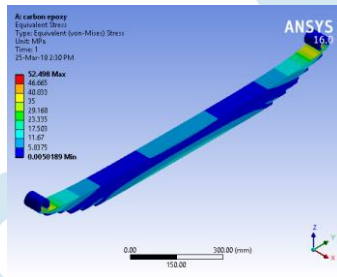 A: carbon epoxy
Equivalent Stress
Type: Equivalent (von-Mises) Stress
Unit: MPa
Time: 1
25-Mar-18 2:30 PM
52.498 Max
46.665
40.833
35
29.168
23.335
17.503
11.67
5.8375
0.0050189 Min
ANSYS
16.0
0.00
300.00 (mm)
150.00
Z
Y
X